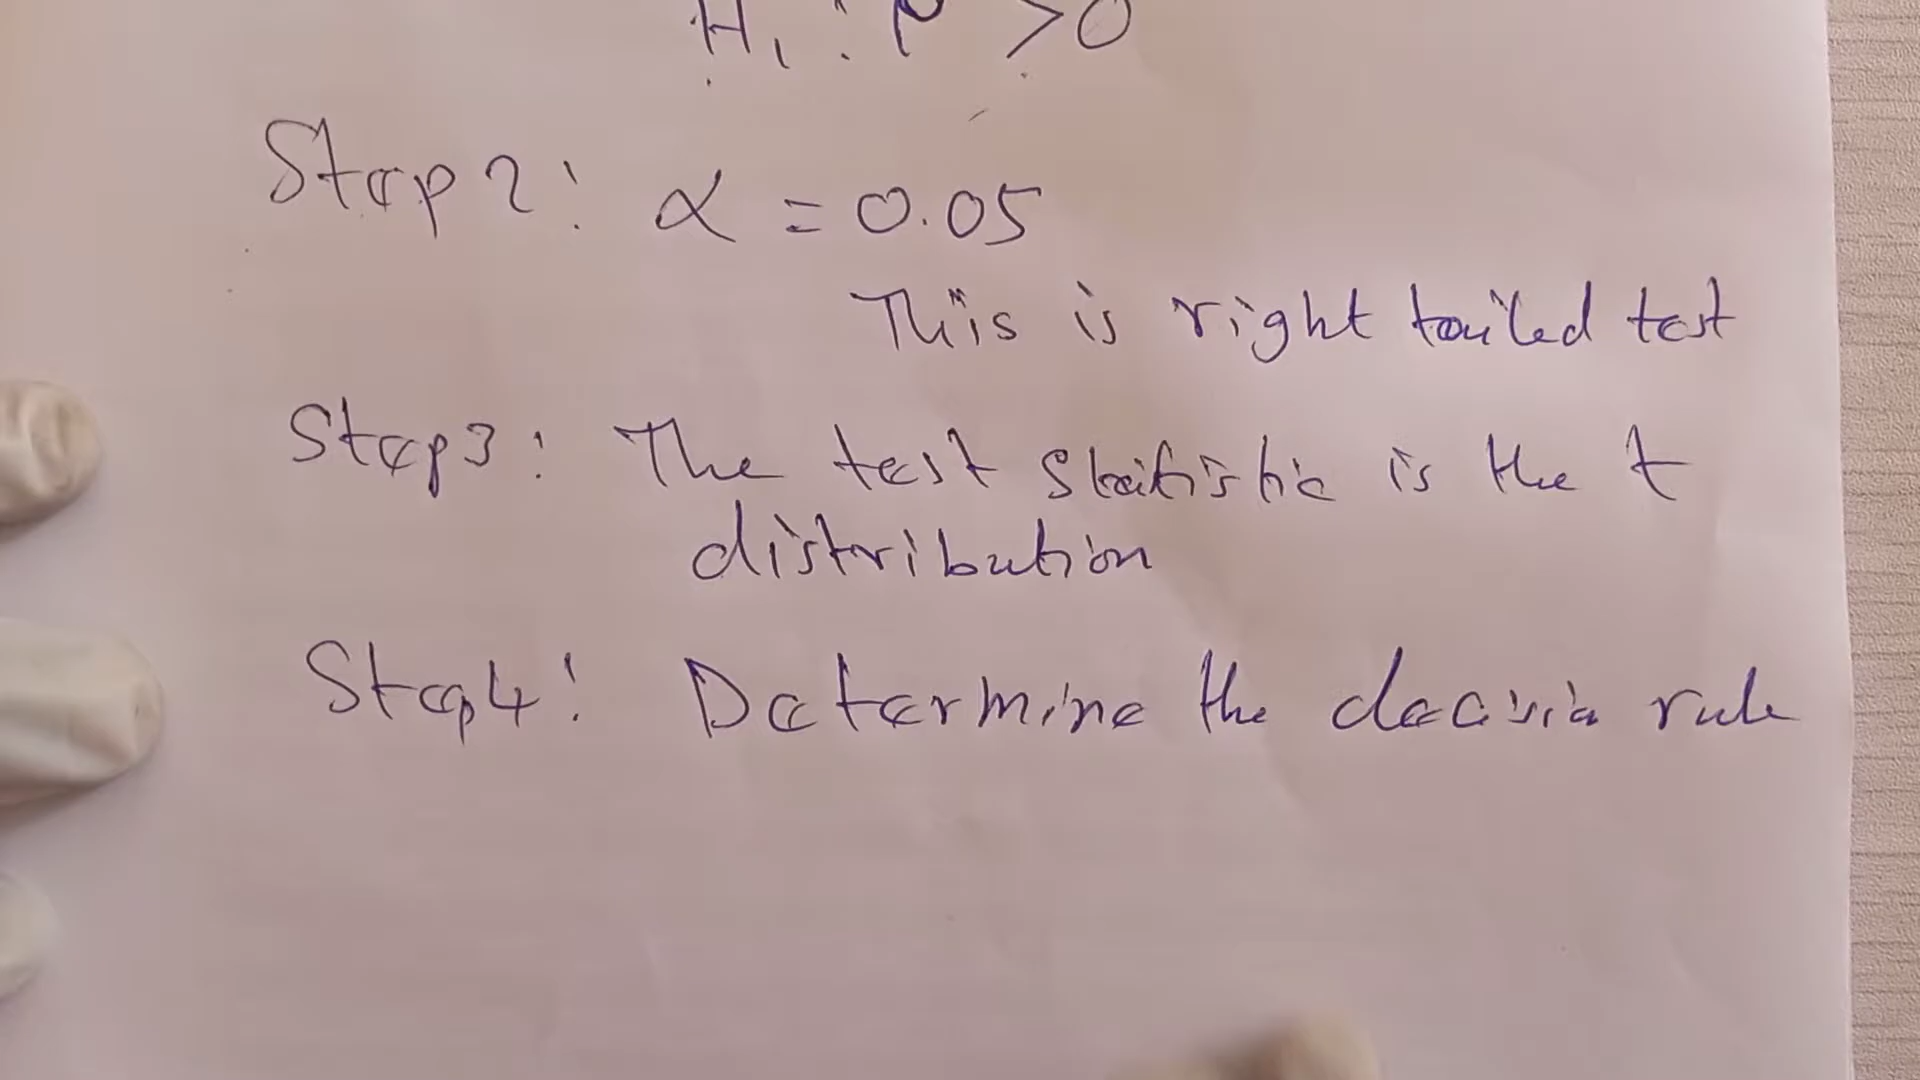 H₁ : ρ > 0
Step 2 : α = 0.05
This is right tailed test
Step 3 : The test statistic is the t
distribution
Step 4 : Determine the decision rule